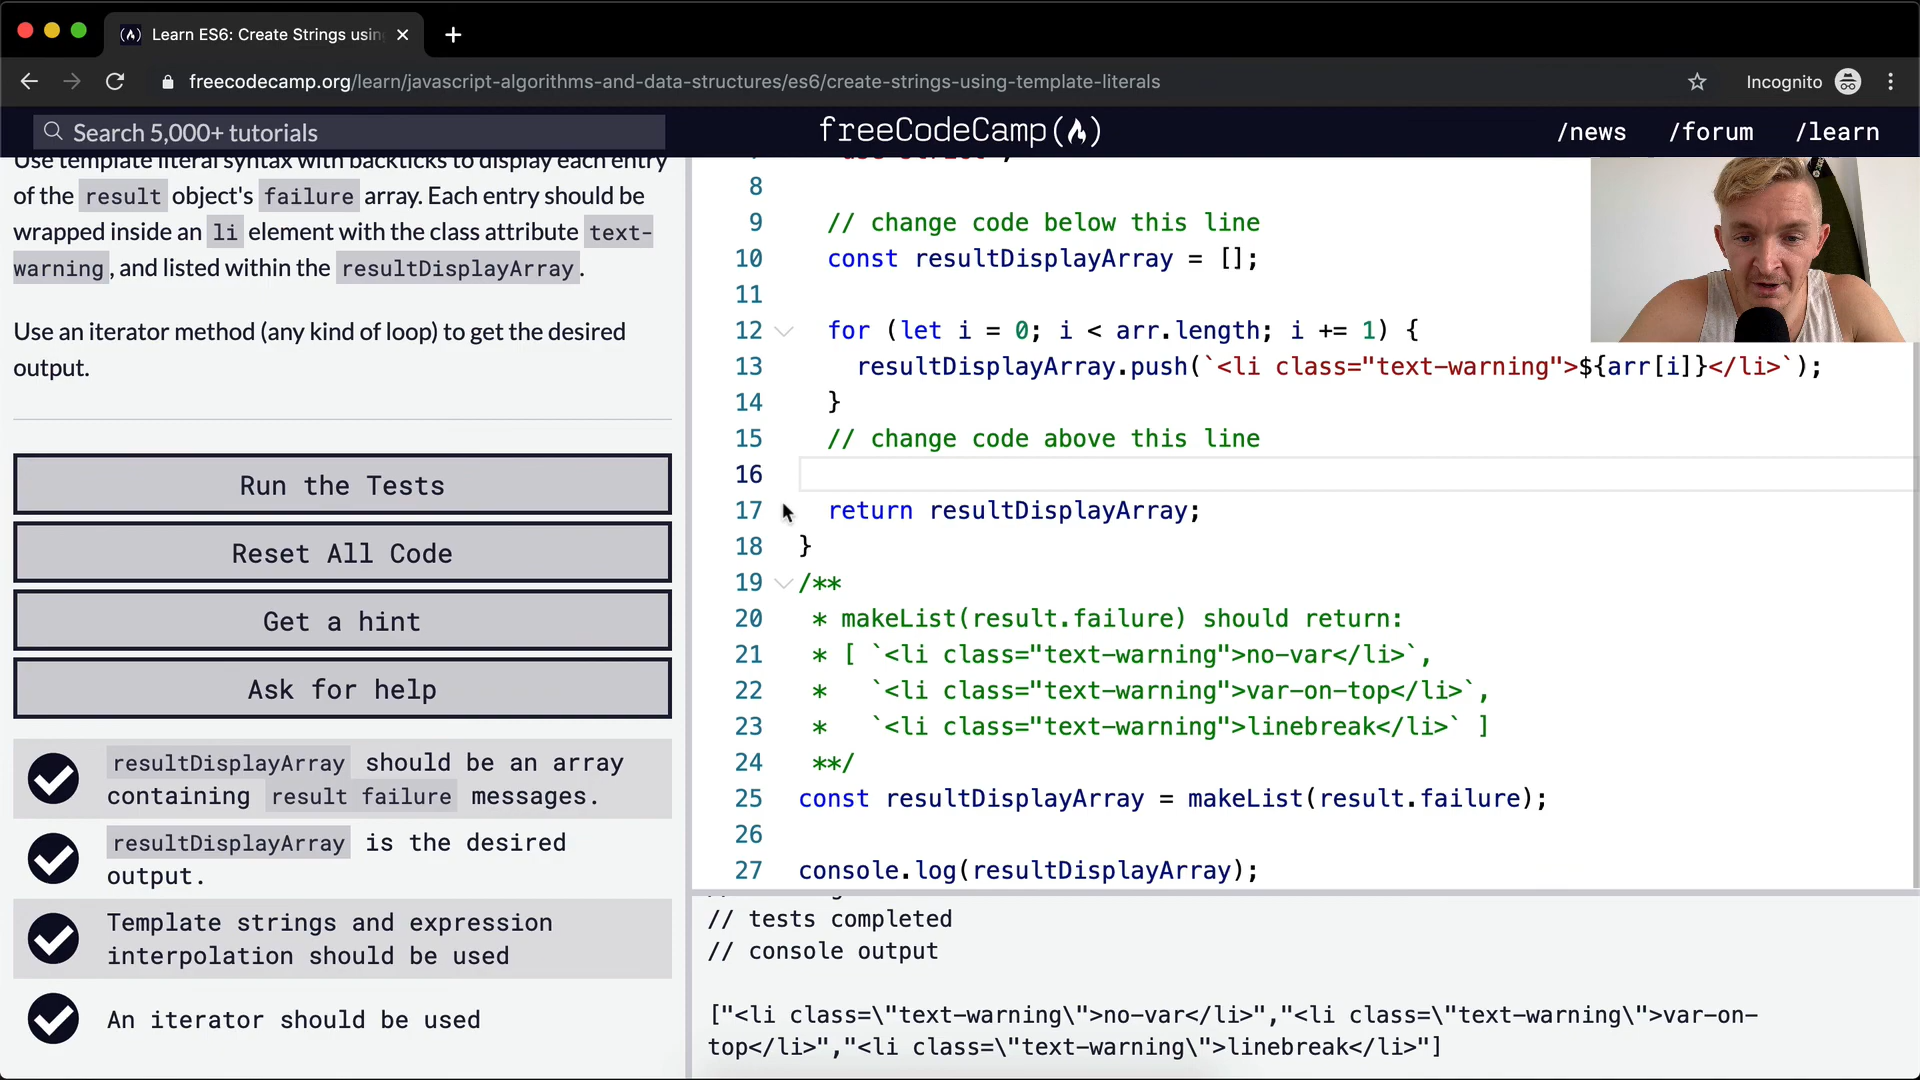 Learn ES6: Create Strings usin
freecodecamp.org/learn/javascript-algorithms-and-data-structures/es6/create-strings-using-template-literals
Incognito
Search 5,000+ tutorials
freeCodeCamp
/news
/forum
/learn
Use template literal syntax with backticks to display each entry
of the result object's failure array. Each entry should be
wrapped inside an li element with the class attribute text-
warning, and listed within the resultDisplayArray.
Use an iterator method (any kind of loop) to get the desired
output.
Run the Tests
Reset All Code
Get a hint
Ask for help
resultDisplayArray should be an array
containing result failure messages.
resultDisplayArray is the desired
output.
Template strings and expression
interpolation should be used
An iterator should be used
8
9 // change code below this line
10 const resultDisplayArray = [];
11
12 for (let i = 0; i < arr.length; i += 1) {
13 resultDisplayArray.push(`<li class="text-warning">${arr[i]}</li>`);
14 }
15 // change code above this line
16
17 return resultDisplayArray;
18 }
19 /**
20 * makeList(result.failure) should return:
21 * [ `<li class="text-warning">no-var</li>`,
22 * `<li class="text-warning">var-on-top</li>`,
23 * `<li class="text-warning">linebreak</li>` ]
24 **/
25 const resultDisplayArray = makeList(result.failure);
26
27 console.log(resultDisplayArray);
// tests completed
// console output
["<li class=\"text-warning\">no-var</li>","<li class=\"text-warning\">var-on-
top</li>","<li class=\"text-warning\">linebreak</li>"]